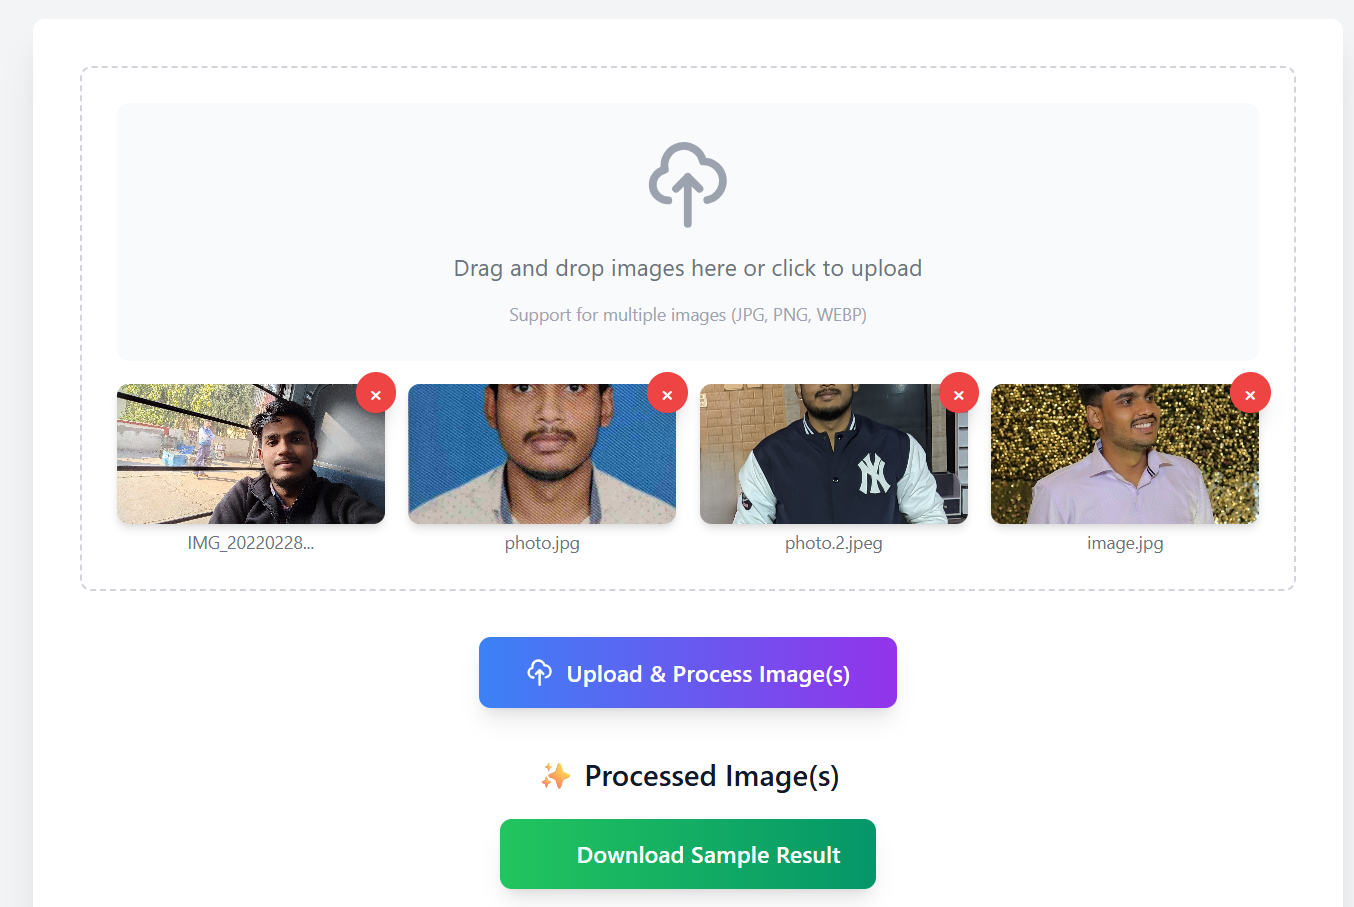 Drag and drop images here or click to upload
Support for multiple images (JPG, PNG, WEBP)
NY
IMG_20220228...
photo.jpg
photo.2.jpeg
image.jpg
Upload & Process Image(s)
Processed Image(s)
Download Sample Result